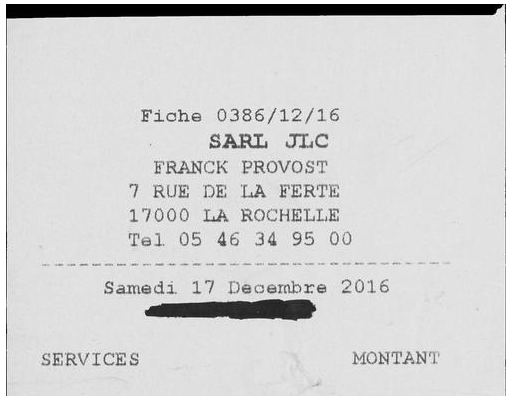 Fiche 0386/12/16
SARL JLC
FRANCK PROVOST
7 RUE DE LA FERTE
17000 LA ROCHELLE
Tel 05 46 34 95 00
Samedi 17 Decembre 2016
SERVICES MONTANT